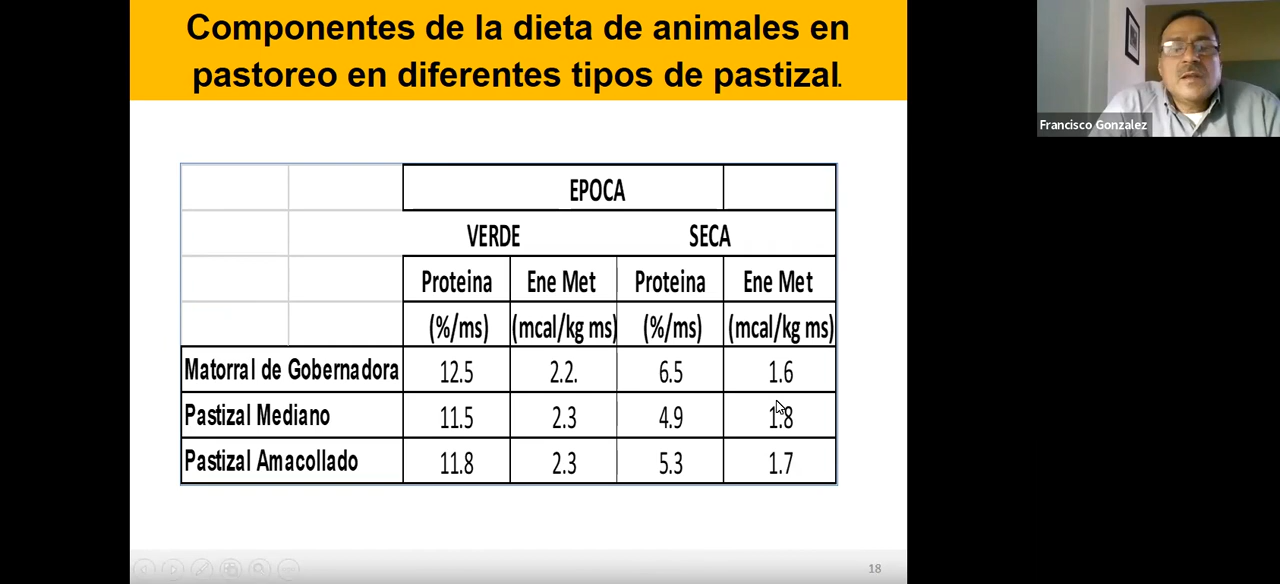 Componentes de la dieta de animales en
pastoreo en diferentes tipos de pastizal.
Francisco Gonzalez
EPOCA
VERDE SECA
Proteina Ene Met Proteina Ene Met
(%/ms) (mcal/kg ms) (%/ms) (mcal/kg ms)
Matorral de Gobernadora 12.5 2.2. 6.5 1.6
Pastizal Mediano 11.5 2.3 4.9 1.8
Pastizal Amacollado 11.8 2.3 5.3 1.7
18